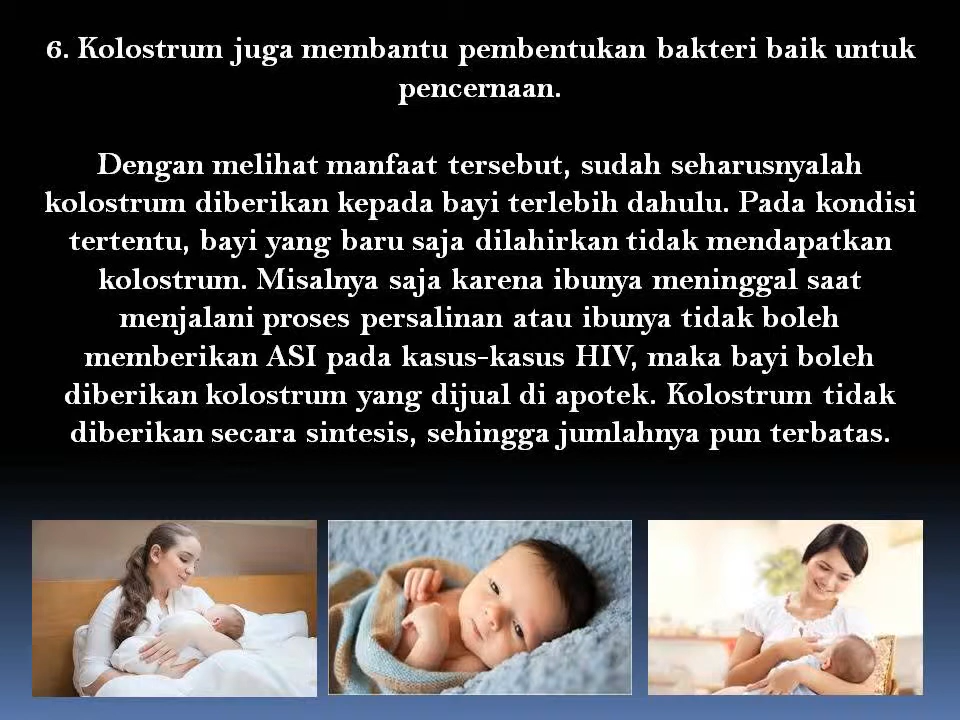 6. Kolostrum juga membantu pembentukan bakteri baik untuk
pencernaan.
Dengan melihat manfaat tersebut, sudah seharusnyalah
kolostrum diberikan kepada bayi terlebih dahulu. Pada kondisi
tertentu, bayi yang baru saja dilahirkan tidak mendapatkan
kolostrum. Misalnya saja karena ibunya meninggal saat
menjalani proses persalinan atau ibunya tidak boleh
memberikan ASI pada kasus-kasus HIV, maka bayi boleh
diberikan kolostrum yang dijual di apotek. Kolostrum tidak
diberikan secara sintesis, sehingga jumlahnya pun terbatas.